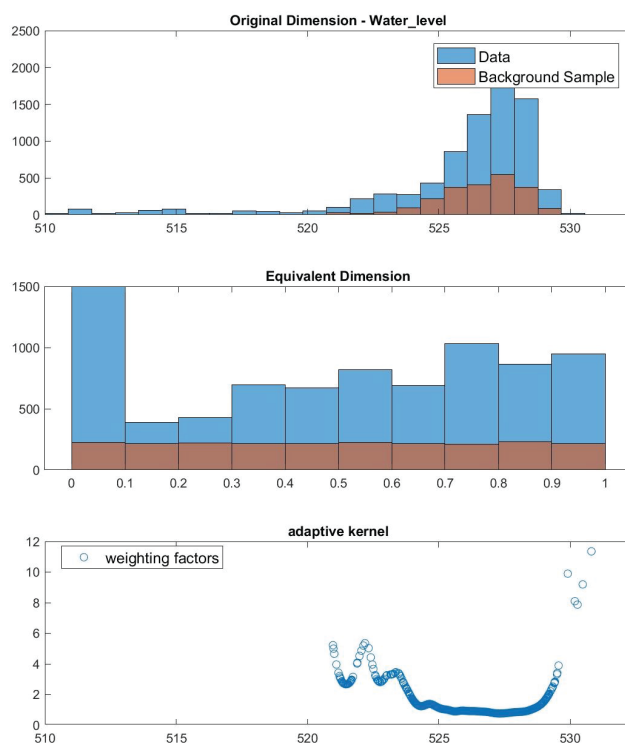 Original Dimension - Water_level
2500
2000
1500
1000
500
0
Data
Background Sample
510 515 520 525 530
Equivalent Dimension
1500
1000
500
0
0 0.1 0.2 0.3 0.4 0.5 0.6 0.7 0.8 0.9 1
adaptive kernel
12
10
8
6
4
2
0
weighting factors
510 515 520 525 530